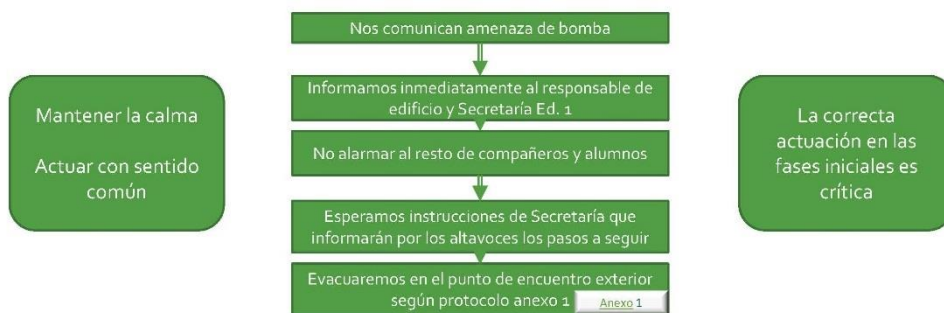 Nos comunican amenaza de bomba
Informamos inmediatamente al responsable de
edificio y Secretaría Ed. 1
No alarmar al resto de compañeros y alumnos
Esperamos instrucciones de Secretaría que
informarán por los altavoces los pasos a seguir
Evacuaremos en el punto de encuentro exterior
según protocolo anexo 1
Anexo 1
Mantener la calma
Actuar con sentido
común
La correcta
actuación en las
fases iniciales es
crítica